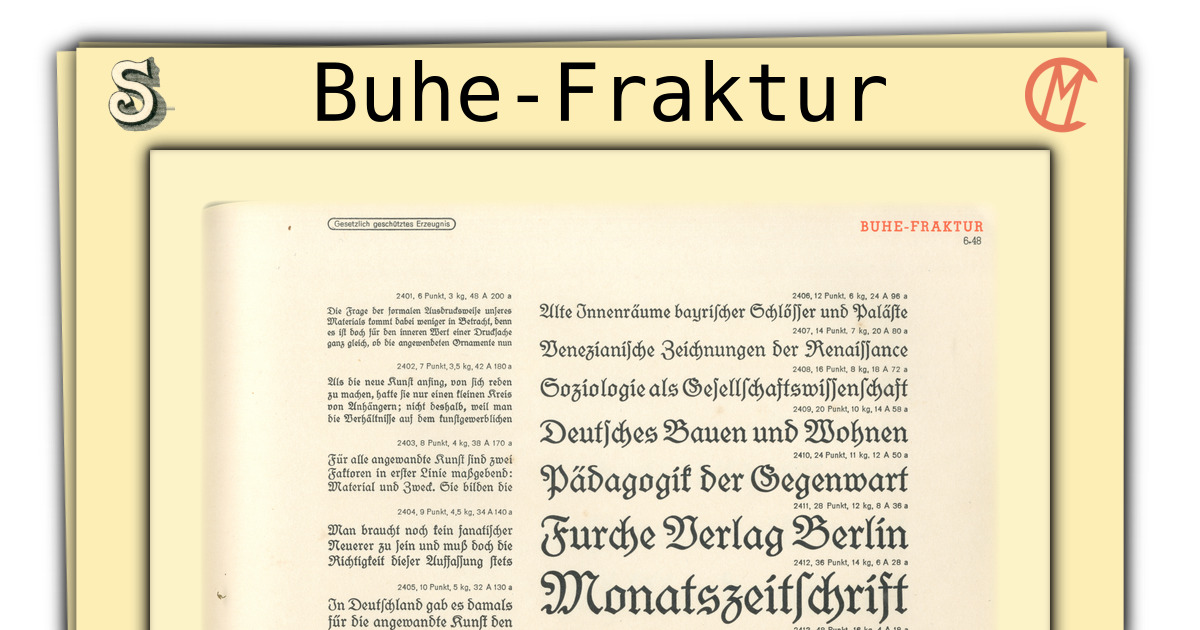 Buhe-Fraktur
Gesetzlich geschütztes Erzeugnis
BUHE-FRAKTUR
6-48
2401, 6 Punkt, 3 kg, 48 A 200 a
Die Frage der formalen Ausdrucksweise unseres
Materials kommt dabei weniger in Betracht, denn
es ist doch für den inneren Wert einer Drucksache
ganz gleich, ob die angewendeten Ornamente nun
2402, 7 Punkt, 3,5 kg, 42 A 180 a
Als die neue Kunst anfing, von sich reden
zu machen, hatte sie nur einen kleinen Kreis
von Anhängern; nicht deshalb, weil man
die Verhältnisse auf dem kunstgewerblichen
2403, 8 Punkt, 4 kg, 38 A 170 a
Für alle angewandte Kunst sind zwei
Faktoren in erster Linie maßgebend:
Material und Zweck. Sie bilden die
2404, 9 Punkt, 4,5 kg, 34 A 140 a
Man braucht noch kein fanatischer
Neuerer zu sein und muß doch die
Richtigkeit dieser Auffassung stets
2405, 10 Punkt, 5 kg, 32 A 130 a
In Deutschland gab es damals
für die angewandte Kunst den
2406, 12 Punkt, 6 kg, 24 A 96 a
Alte Innenräume bayrischer Schlösser und Paläste
2407, 14 Punkt, 7 kg, 20 A 80 a
Venezianische Zeichnungen der Renaissance
2408, 16 Punkt, 8 kg, 18 A 72 a
Soziologie als Gesellschaftswissenschaft
2409, 20 Punkt, 10 kg, 14 A 58 a
Deutsches Bauen und Wohnen
2410, 24 Punkt, 11 kg, 12 A 50 a
Pädagogik der Gegenwart
2411, 28 Punkt, 12 kg, 8 A 36 a
Furche Verlag Berlin
2412, 36 Punkt, 14 kg, 6 A 28 a
Monatszeitschrift